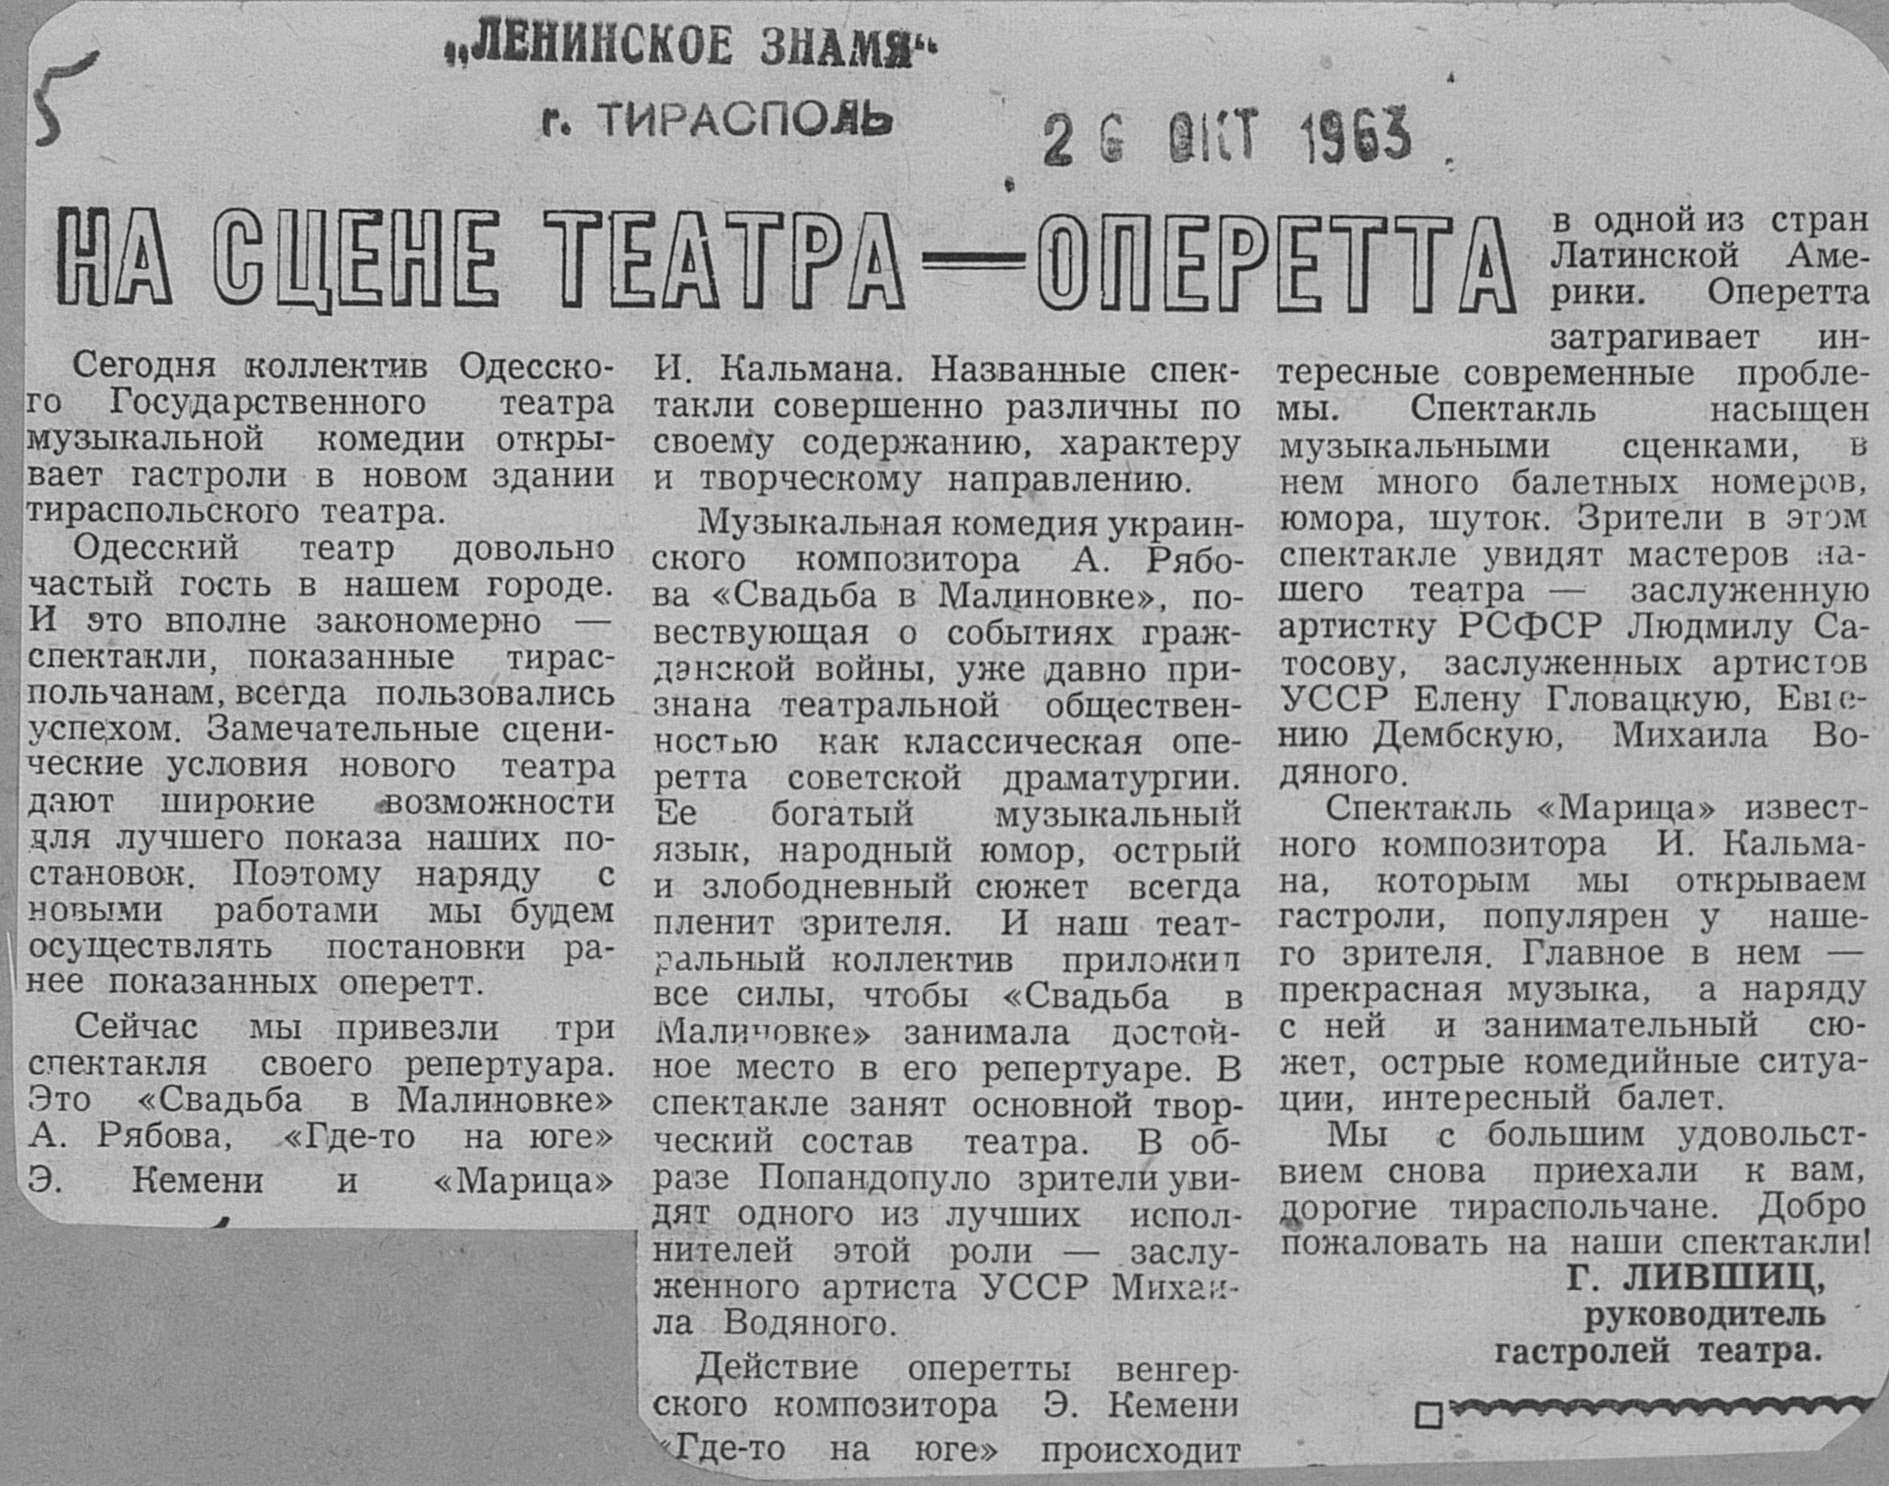 5
„ЛЕНИНСКОЕ ЗНАМЯ“
г. ТИРАСПОЛЬ
26 ОКТ 1963
НА СЦЕНЕ ТЕАТРА—ОПЕРЕТТА
Сегодня коллектив Одесско-
го Государственного театра
музыкальной комедии откры-
вает гастроли в новом здании
тираспольского театра.
Одесский театр довольно
частый гость в нашем городе.
И это вполне закономерно —
спектакли, показанные тирас-
польчанам, всегда пользовались
успехом. Замечательные сцени-
ческие условия нового театра
дают широкие возможности
для лучшего показа наших по-
становок. Поэтому наряду с
новыми работами мы будем
осуществлять постановки ра-
нее показанных оперетт.
Сейчас мы привезли три
спектакля своего репертуара.
Это «Свадьба в Малиновке»
А. Рябова, «Где-то на юге»
Э. Кемени и «Марица»
И. Кальмана. Названные спек-
такли совершенно различны по
своему содержанию, характеру
и творческому направлению.
Музыкальная комедия украин-
ского композитора А. Рябо-
ва «Свадьба в Малиновке», по-
вествующая о событиях граж-
данской войны, уже давно при-
знана театральной обществен-
ностью как классическая опе-
ретта советской драматургии.
Ее богатый музыкальный
язык, народный юмор, острый
и злободневный сюжет всегда
пленит зрителя. И наш теат-
ральный коллектив приложил
все силы, чтобы «Свадьба в
Малиновке» занимала достой-
ное место в его репертуаре. В
спектакле занят основной твор-
ческий состав театра. В об-
разе Попандопуло зрители уви-
дят одного из лучших испол-
нителей этой роли — заслу-
женного артиста УССР Михаи-
ла Водяного.
Действие оперетты венгер-
ского композитора Э. Кемени
«Где-то на юге» происходит
в одной из стран
Латинской Аме-
рики. Оперетта
затрагивает ин-
тересные современные пробле-
мы. Спектакль насыщен
музыкальными сценками, в
нем много балетных номеров,
юмора, шуток. Зрители в этом
спектакле увидят мастеров на-
шего театра — заслуженную
артистку РСФСР Людмилу Са-
тосову, заслуженных артистов
УССР Елену Гловацкую, Евге-
нию Дембскую, Михаила Во-
дяного.
Спектакль «Марица» извест-
ного композитора И. Кальма-
на, которым мы открываем
гастроли, популярен у наше-
го зрителя. Главное в нем —
прекрасная музыка, а наряду
с ней и занимательный сю-
жет, острые комедийные ситуа-
ции, интересный балет.
Мы с большим удовольст-
вием снова приехали к вам,
дорогие тираспольчане. Добро
пожаловать на наши спектакли!
Г. ЛИВШИЦ,
руководитель
гастролей театра.